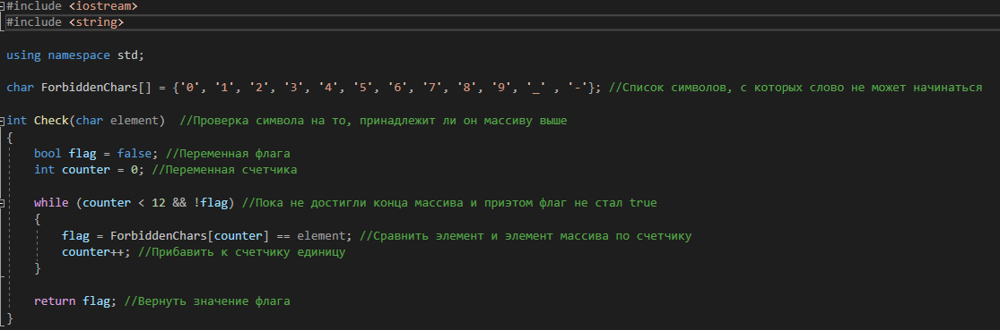 #include <iostream>
#include <string>
using namespace std;
char ForbiddenChars[] = {'0', '1', '2', '3', '4', '5', '6', '7', '8', '9', '_' , '-'}; //Список символов, с которых слово не может начинаться
int Check(char element)  //Проверка символа на то, принадлежит ли он массиву выше
{
    bool flag = false; //Переменная флага
    int counter = 0; //Переменная счетчика
    while (counter < 12 && !flag) //Пока не достигли конца массива и приэтом флаг не стал true
    {
        flag = ForbiddenChars[counter] == element; //Сравнить элемент и элемент массива по счетчику
        counter++; //Прибавить к счетчику единицу
    }
    return flag; //Вернуть значение флага
}